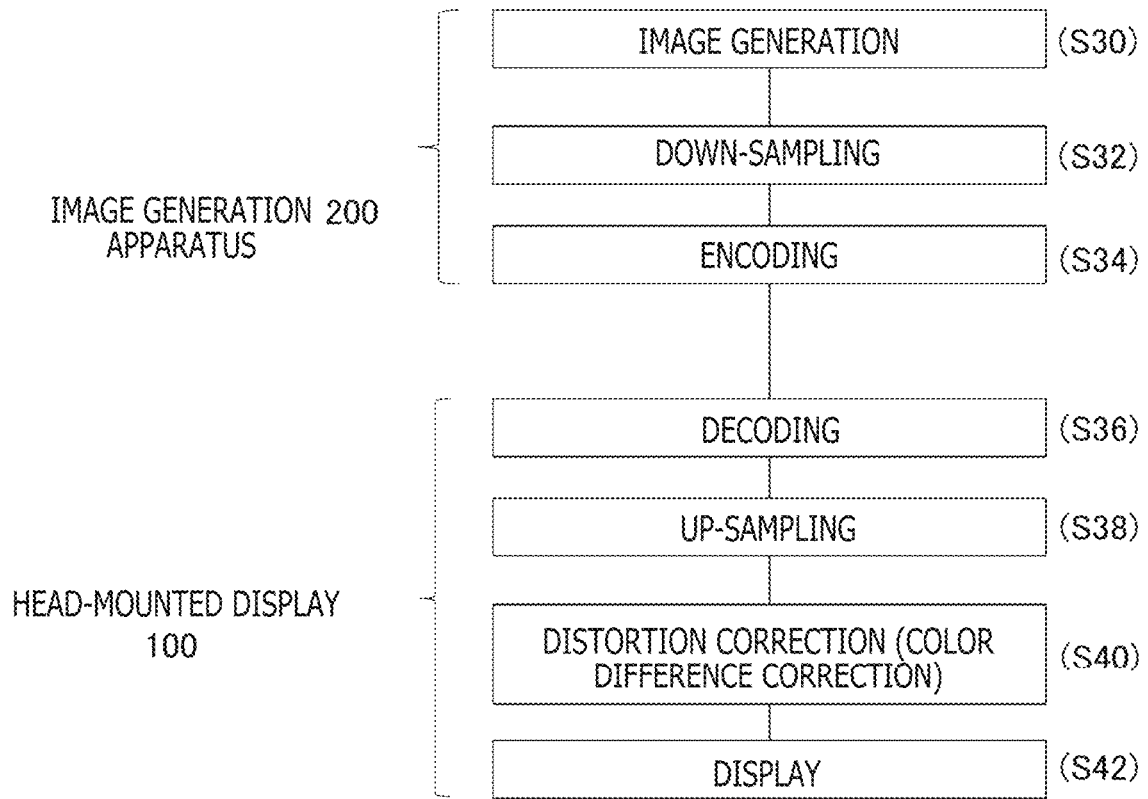 IMAGE GENERATION (S30)
DOWN-SAMPLING (S32)
IMAGE GENERATION 200
APPARATUS
ENCODING (S34)
DECODING (S36)
UP-SAMPLING (S38)
HEAD-MOUNTED DISPLAY
100
DISTORTION CORRECTION (COLOR
DIFFERENCE CORRECTION) (S40)
DISPLAY (S42)